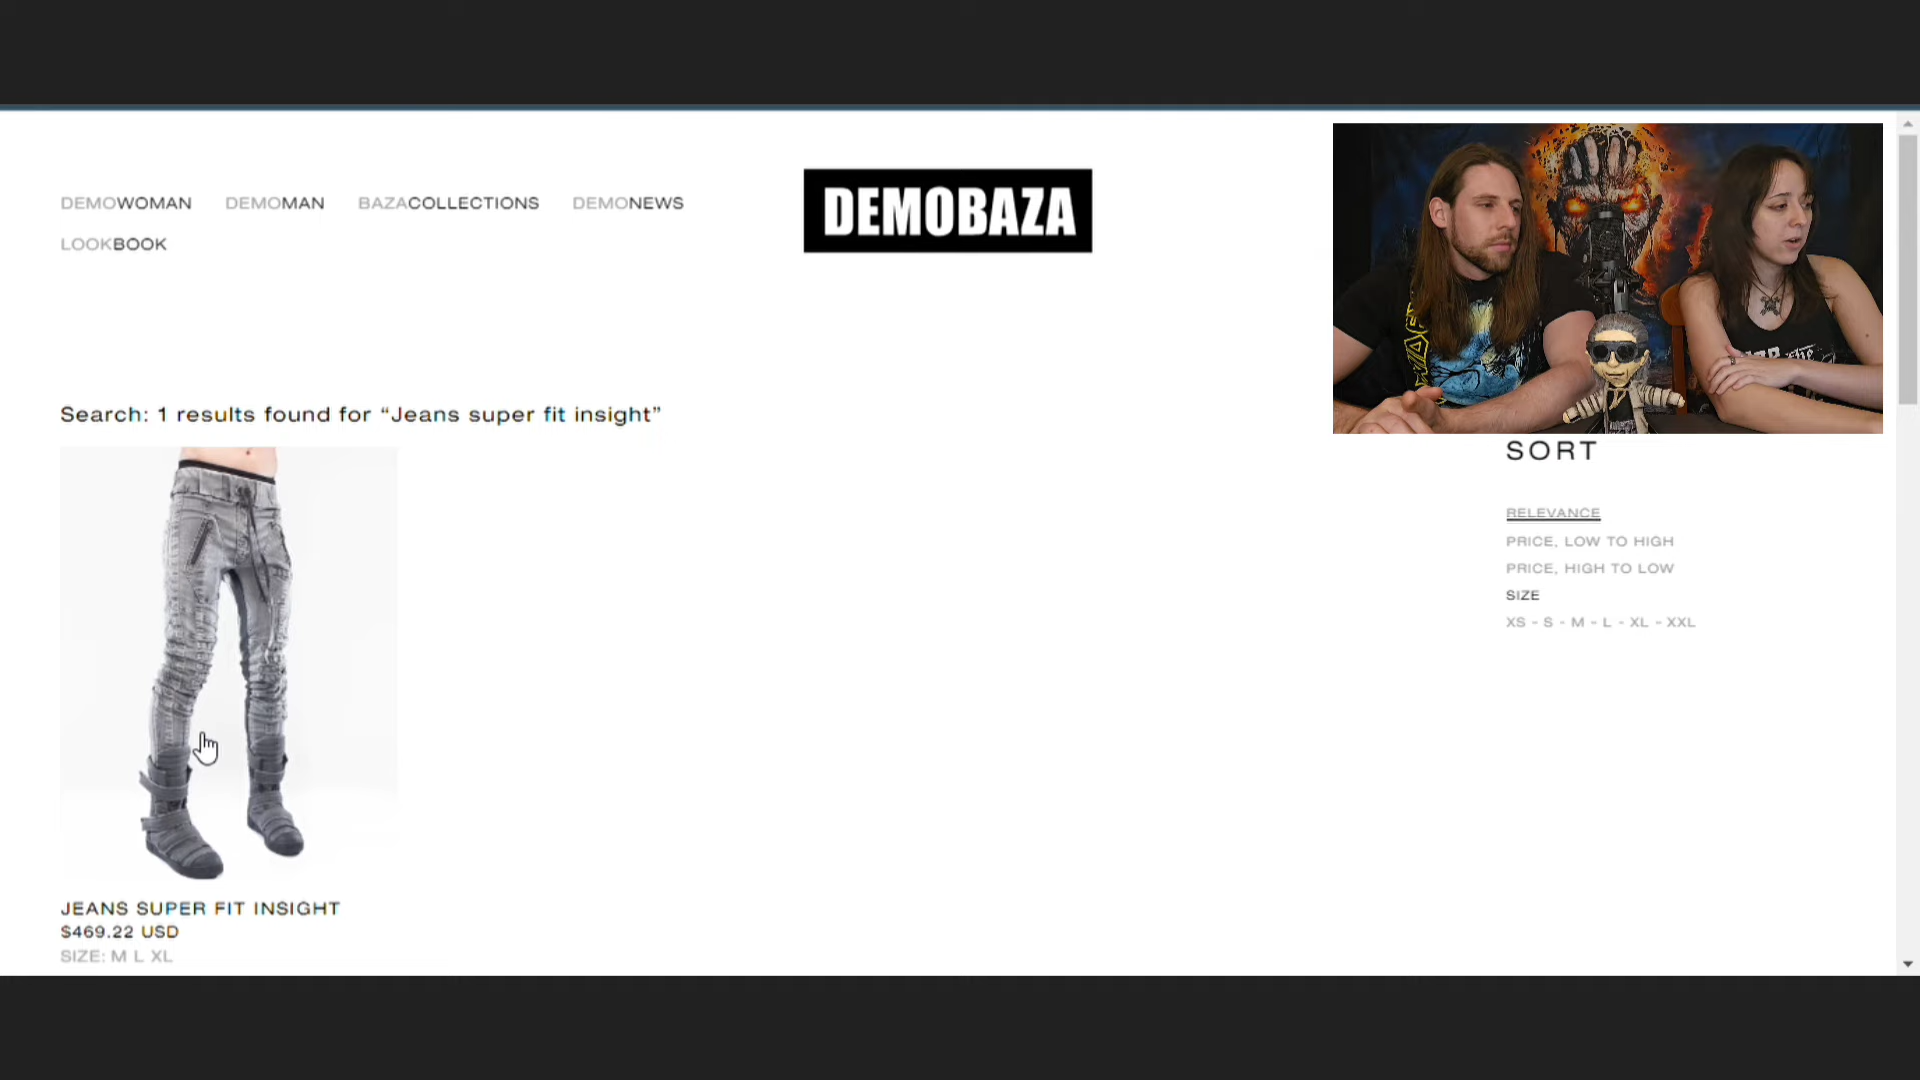 DEMOWOMAN DEMOMAN BAZACOLLECTIONS DEMONEWS
LOOKBOOK
DEMOBAZA
Search: 1 results found for “Jeans super fit insight”
JEANS SUPER FIT INSIGHT
$469.22 USD
SIZE: M L XL
SORT
RELEVANCE
PRICE, LOW TO HIGH
PRICE, HIGH TO LOW
SIZE
XS - S - M - L - XL - XXL